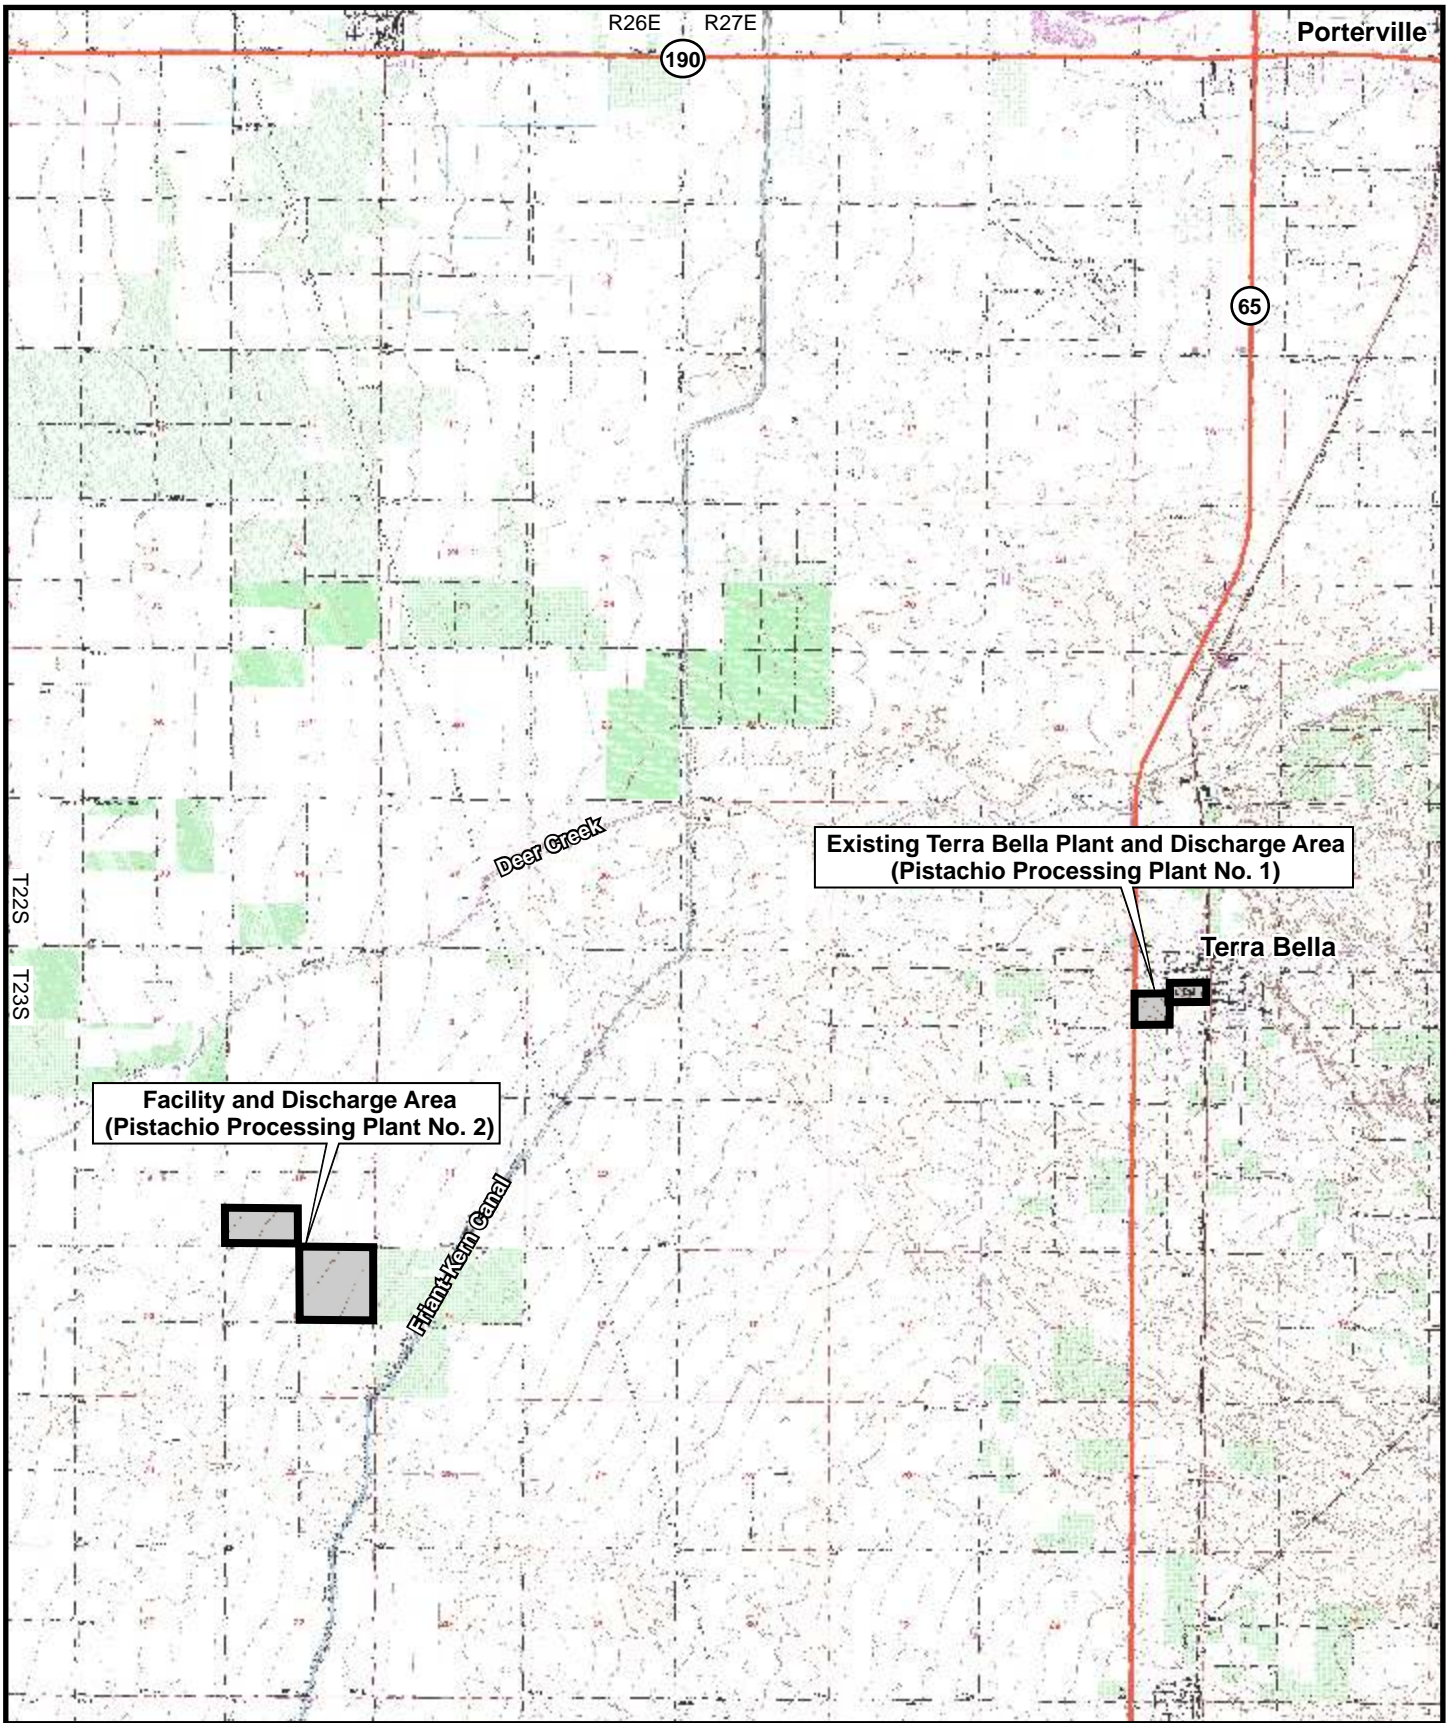 R26E R27E
Porterville
190
65
Deer Creek
Existing Terra Bella Plant and Discharge Area
(Pistachio Processing Plant No. 1)
T22S
Terra Bella
T23S
Facility and Discharge Area
(Pistachio Processing Plant No. 2)
Friant-Kern Canal